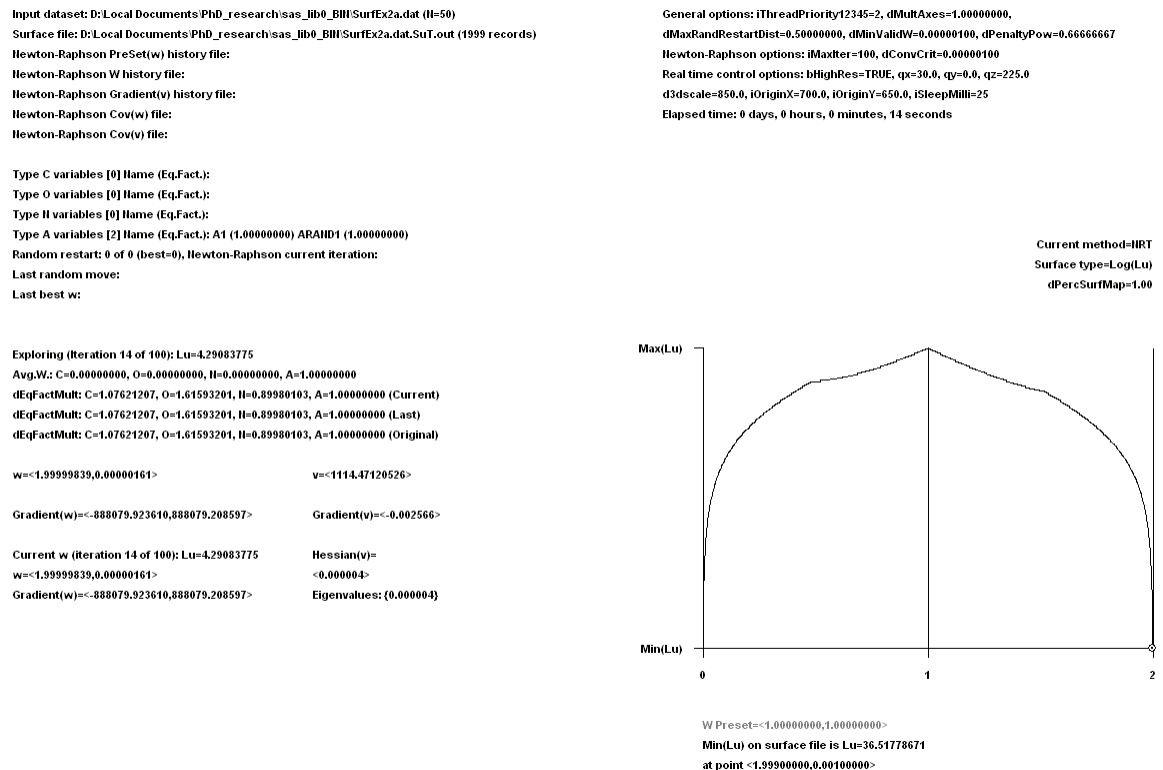 Input dataset: D:\Local Documents\PhD_research\sas_lib0_BIN\SurfEx2a.dat (N=50)
Surface file: D:\Local Documents\PhD_research\sas_lib0_BIN\SurfEx2a.dat.SuT.out (1999 records)
Newton-Raphson PreSet(w) history file:
Newton-Raphson W history file:
Newton-Raphson Gradient(v) history file:
Newton-Raphson Cov(w) file:
Newton-Raphson Cov(v) file:
General options: iThreadPriority12345=2, dMultAxes=1.00000000,
dMaxRandRestartDist=0.50000000, dMinValidW=0.00000100, dPenaltyPow=0.66666667
Newton-Raphson options: iMaxIter=100, dConvCrit=0.00000100
Real time control options: bHighRes=TRUE, qx=30.0, qy=0.0, qz=225.0
d3dscale=850.0, iOriginX=700.0, iOriginY=650.0, iSleepMilli=25
Elapsed time: 0 days, 0 hours, 0 minutes, 14 seconds
Type C variables [0] Name (Eq.Fact.):
Type O variables [0] Name (Eq.Fact.):
Type N variables [0] Name (Eq.Fact.):
Type A variables [2] Name (Eq.Fact.): A1 (1.00000000) ARAND1 (1.00000000)
Random restart: 0 of 0 (best=0), Newton-Raphson current iteration:
Last random move:
Last best w:
Current method=NRT
Surface type=Log(Lu)
dPercSurfMap=1.00
Exploring (Iteration 14 of 100): Lu=4.29083775
Avg.W.: C=0.00000000, O=0.00000000, N=0.00000000, A=1.00000000
dEqFactMult: C=1.07621207, O=1.61593201, N=0.89980103, A=1.00000000 (Current)
dEqFactMult: C=1.07621207, O=1.61593201, N=0.89980103, A=1.00000000 (Last)
dEqFactMult: C=1.07621207, O=1.61593201, N=0.89980103, A=1.00000000 (Original)
w=<1.99999839,0.00000161>
v=<1114.47120526>
Gradient(w)=<-888079.923610,888079.208597>
Gradient(v)=<-0.002566>
Current w (iteration 14 of 100): Lu=4.29083775
Hessian(v)=
w=<1.99999839,0.00000161>
<0.000004>
Gradient(w)=<-888079.923610,888079.208597>
Eigenvalues: {0.000004}
Max(Lu)
Min(Lu)
0 1 2
W Preset=<1.00000000,1.00000000>
Min(Lu) on surface file is Lu=36.51778671
at point <1.99900000,0.00100000>